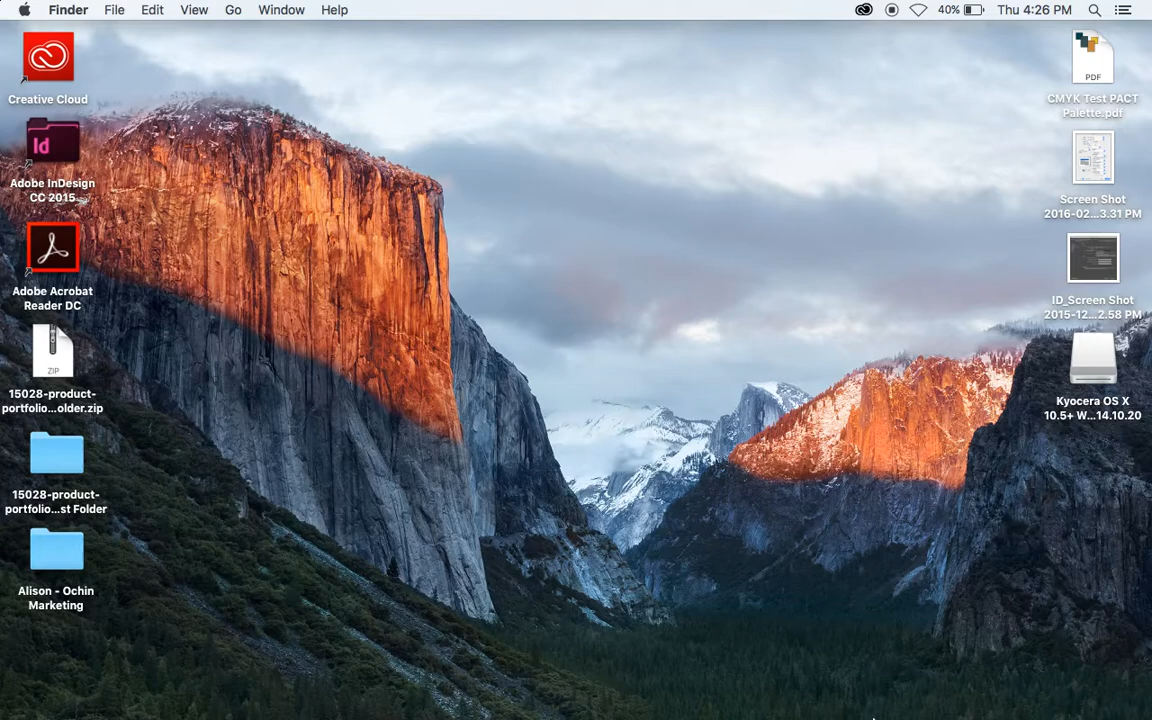 Finder File Edit View Go Window Help 40% Thu 4:26 PM
Creative Cloud
Id
Adobe InDesign
CC 2015
Adobe Acrobat
Reader DC
ZIP
15028-product-
portfolio...older.zip
15028-product-
portfolio...st Folder
Alison - Ochin
Marketing
PDF
CMYK Test PACT
Palette.pdf
Screen Shot
2016-02...3.31 PM
ID_Screen Shot
2015-12...2.58 PM
Kyocera OS X
10.5+ W...14.10.20